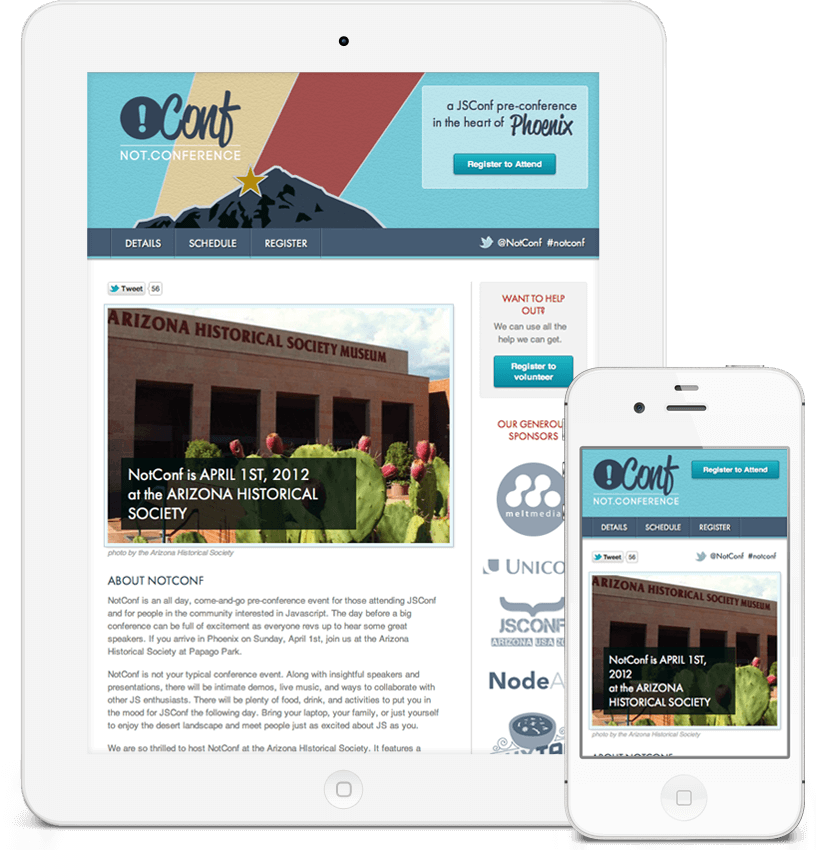 !Conf
NOT.CONFERENCE
a JSConf pre-conference
in the heart of Phoenix
Register to Attend
DETAILS SCHEDULE REGISTER @NotConf #notconf
Tweet 56
ARIZONA HISTORICAL SOCIETY MUSEUM
NotConf is APRIL 1ST, 2012
at the ARIZONA HISTORICAL
SOCIETY
photo by the Arizona Historical Society
ABOUT NOTCONF
NotConf is an all day, come-and-go pre-conference event for those attending JSConf
and for people in the community interested in Javascript. The day before a big
conference can be full of excitement as everyone revs up to hear some great
speakers. If you arrive in Phoenix on Sunday, April 1st, join us at the Arizona
Historical Society at Papago Park.
NotConf is not your typical conference event. Along with insightful speakers and
presentations, there will be intimate demos, live music, and ways to collaborate with
other JS enthusiasts. There will be plenty of food, drink, and activities to put you in
the mood for JSConf the following day. Bring your laptop, your family, or just yourself
to enjoy the desert landscape and meet people just as excited about JS as you.
We are so thrilled to host NotConf at the Arizona Historical Society. It features a
WANT TO HELP
OUT?
We can use all the
help we can get.
Register to
volunteer
OUR GENEROU
SPONSORS
meltmedia
UNICO
JSCONF
ARIZONA USA 20
NodeA
!Conf
NOT.CONFERENCE
Register to Attend
DETAILS SCHEDULE REGISTER
Tweet 56 @NotConf #notconf
ARIZONA HISTORICAL SOCIETY MUSEUM
NotConf is APRIL 1ST,
2012
at the ARIZONA
HISTORICAL SOCIETY
photo by the Arizona Historical Society
ABOUT NOTCONF